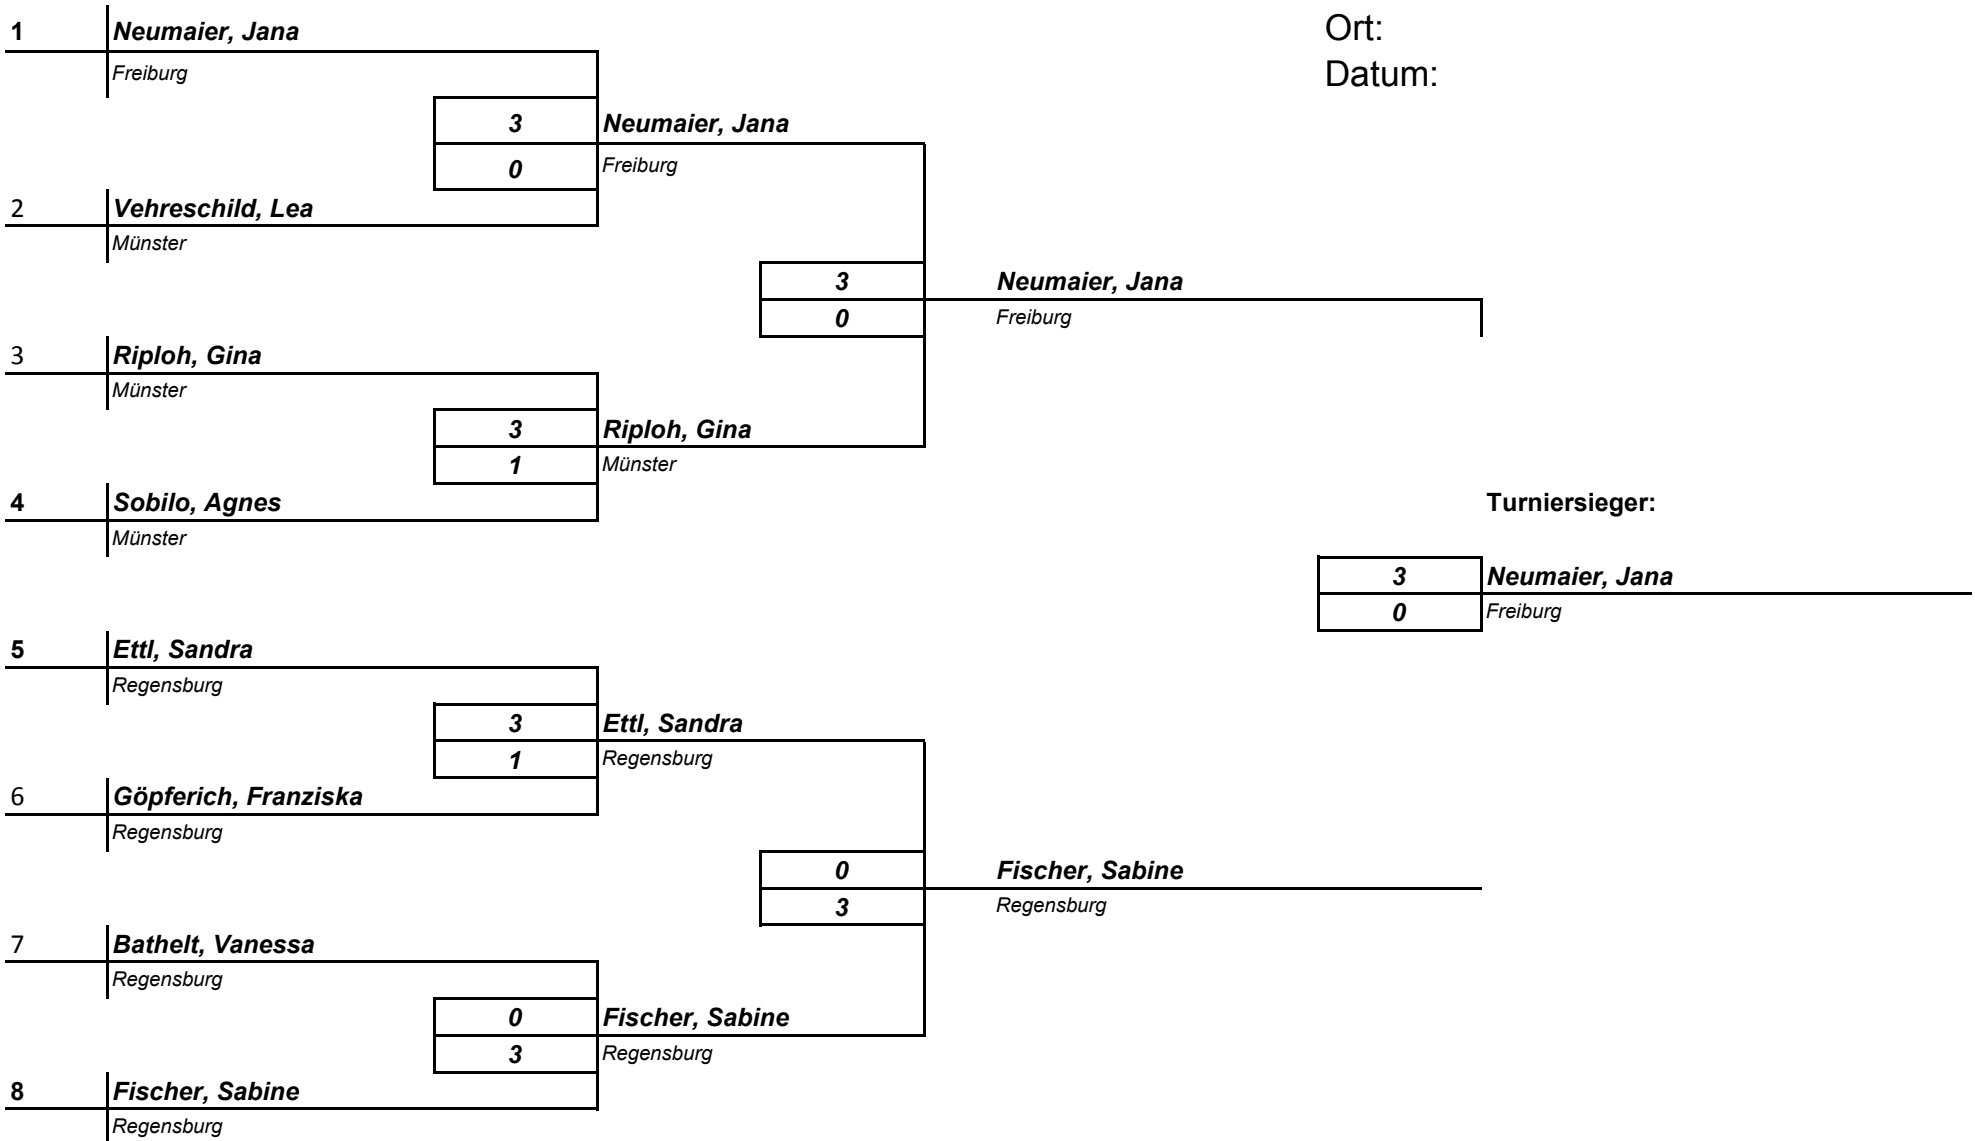 1 Neumaier, Jana
Ort:
Freiburg
Datum:
3 Neumaier, Jana
0 Freiburg
2 Vehreschild, Lea
Münster
3 Neumaier, Jana
0 Freiburg
3 Riploh, Gina
Münster
3 Riploh, Gina
1 Münster
4 Sobilo, Agnes
Turniersieger:
Münster
3 Neumaier, Jana
0 Freiburg
5 Ettl, Sandra
Regensburg
3 Ettl, Sandra
1 Regensburg
6 Göpferich, Franziska
Regensburg
0 Fischer, Sabine
3 Regensburg
7 Bathelt, Vanessa
Regensburg
0 Fischer, Sabine
3 Regensburg
8 Fischer, Sabine
Regensburg